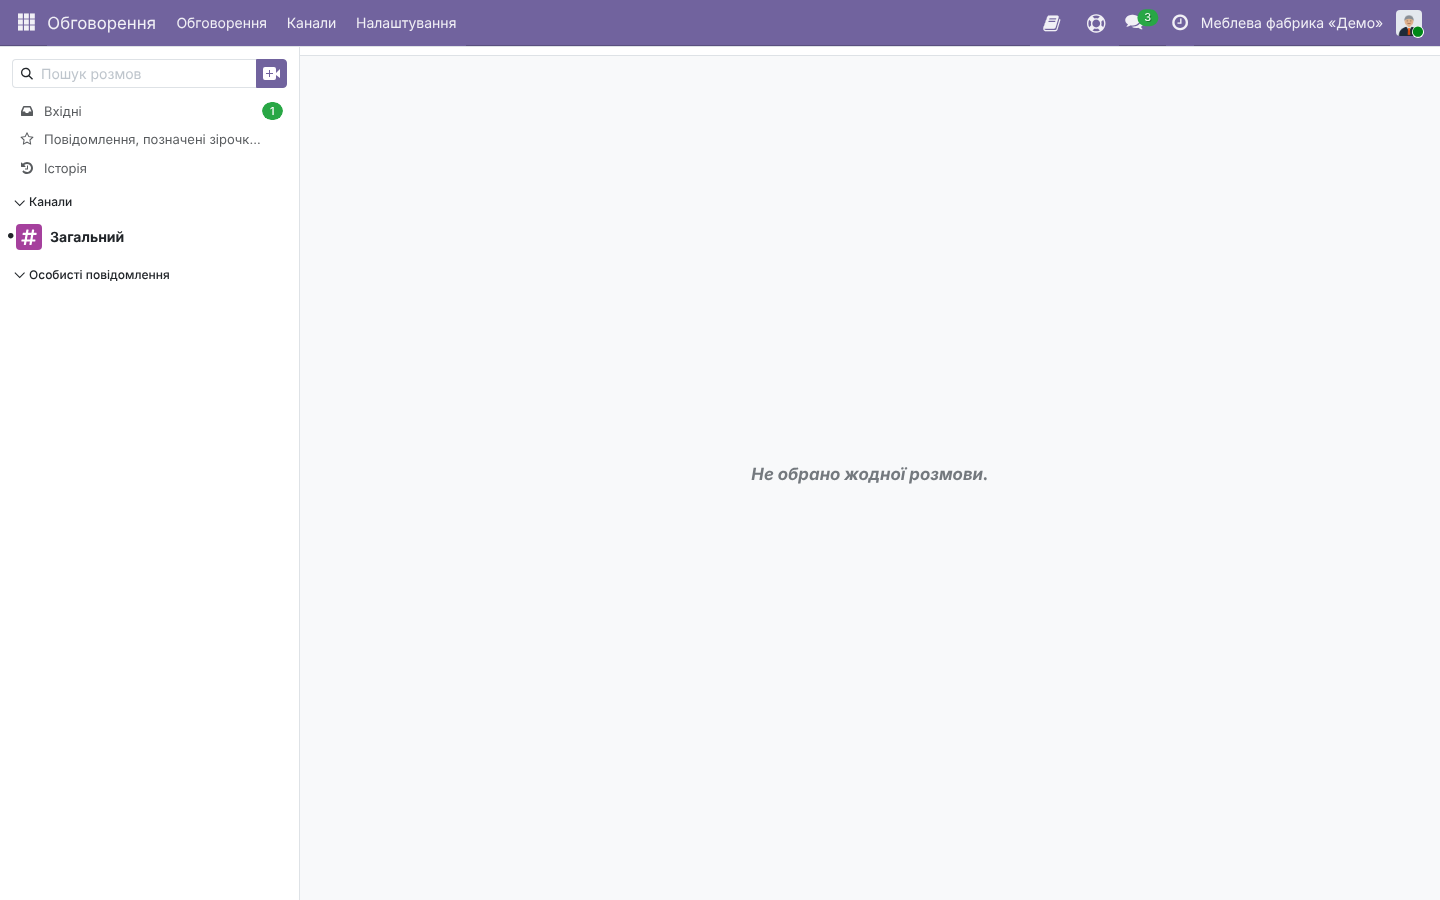 Обговорення Обговорення Канали Налаштування 3 Меблева фабрика «Демо»
Пошук розмов
Вхідні 1
Повідомлення, позначені зірочк...
Історія
Канали
Загальний
Особисті повідомлення
Не обрано жодної розмови.